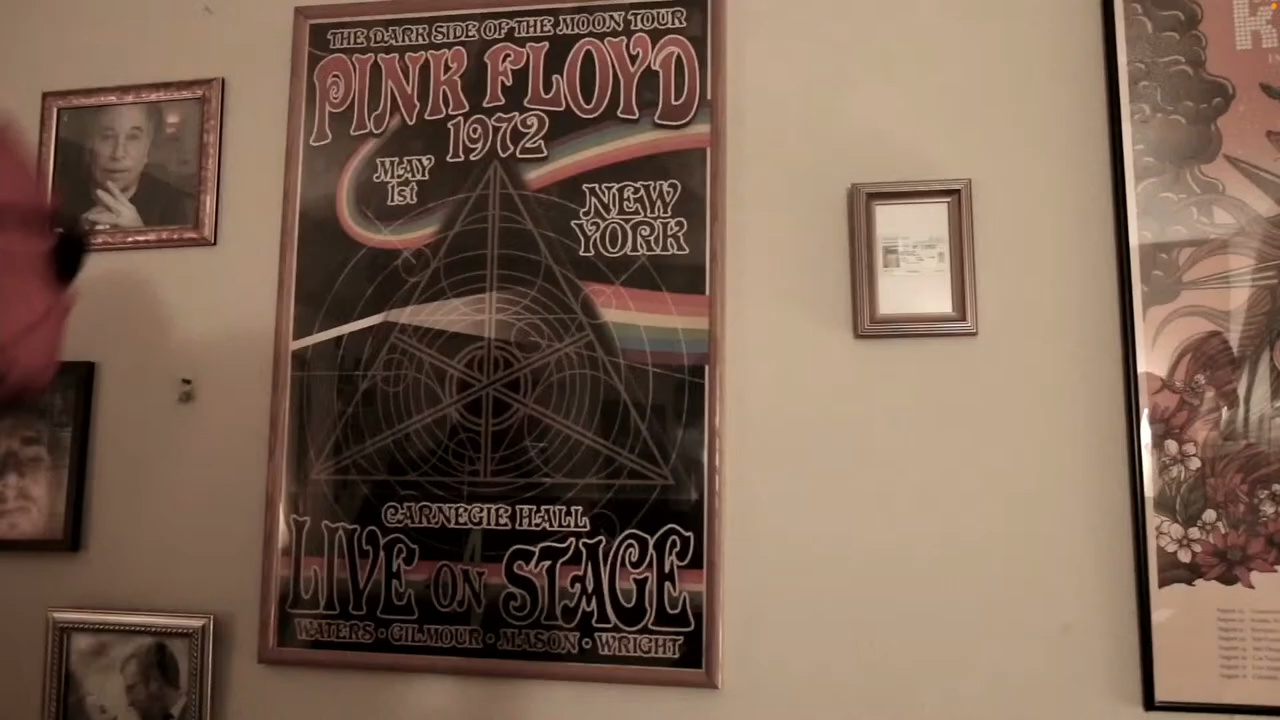 THE DARK SIDE OF THE MOON TOUR
PINK FLOYD
1972
MAY
1st
NEW
YORK
CARNEGIE HALL
LIVE ON STAGE
WATERS · GILMOUR · MASON · WRIGHT